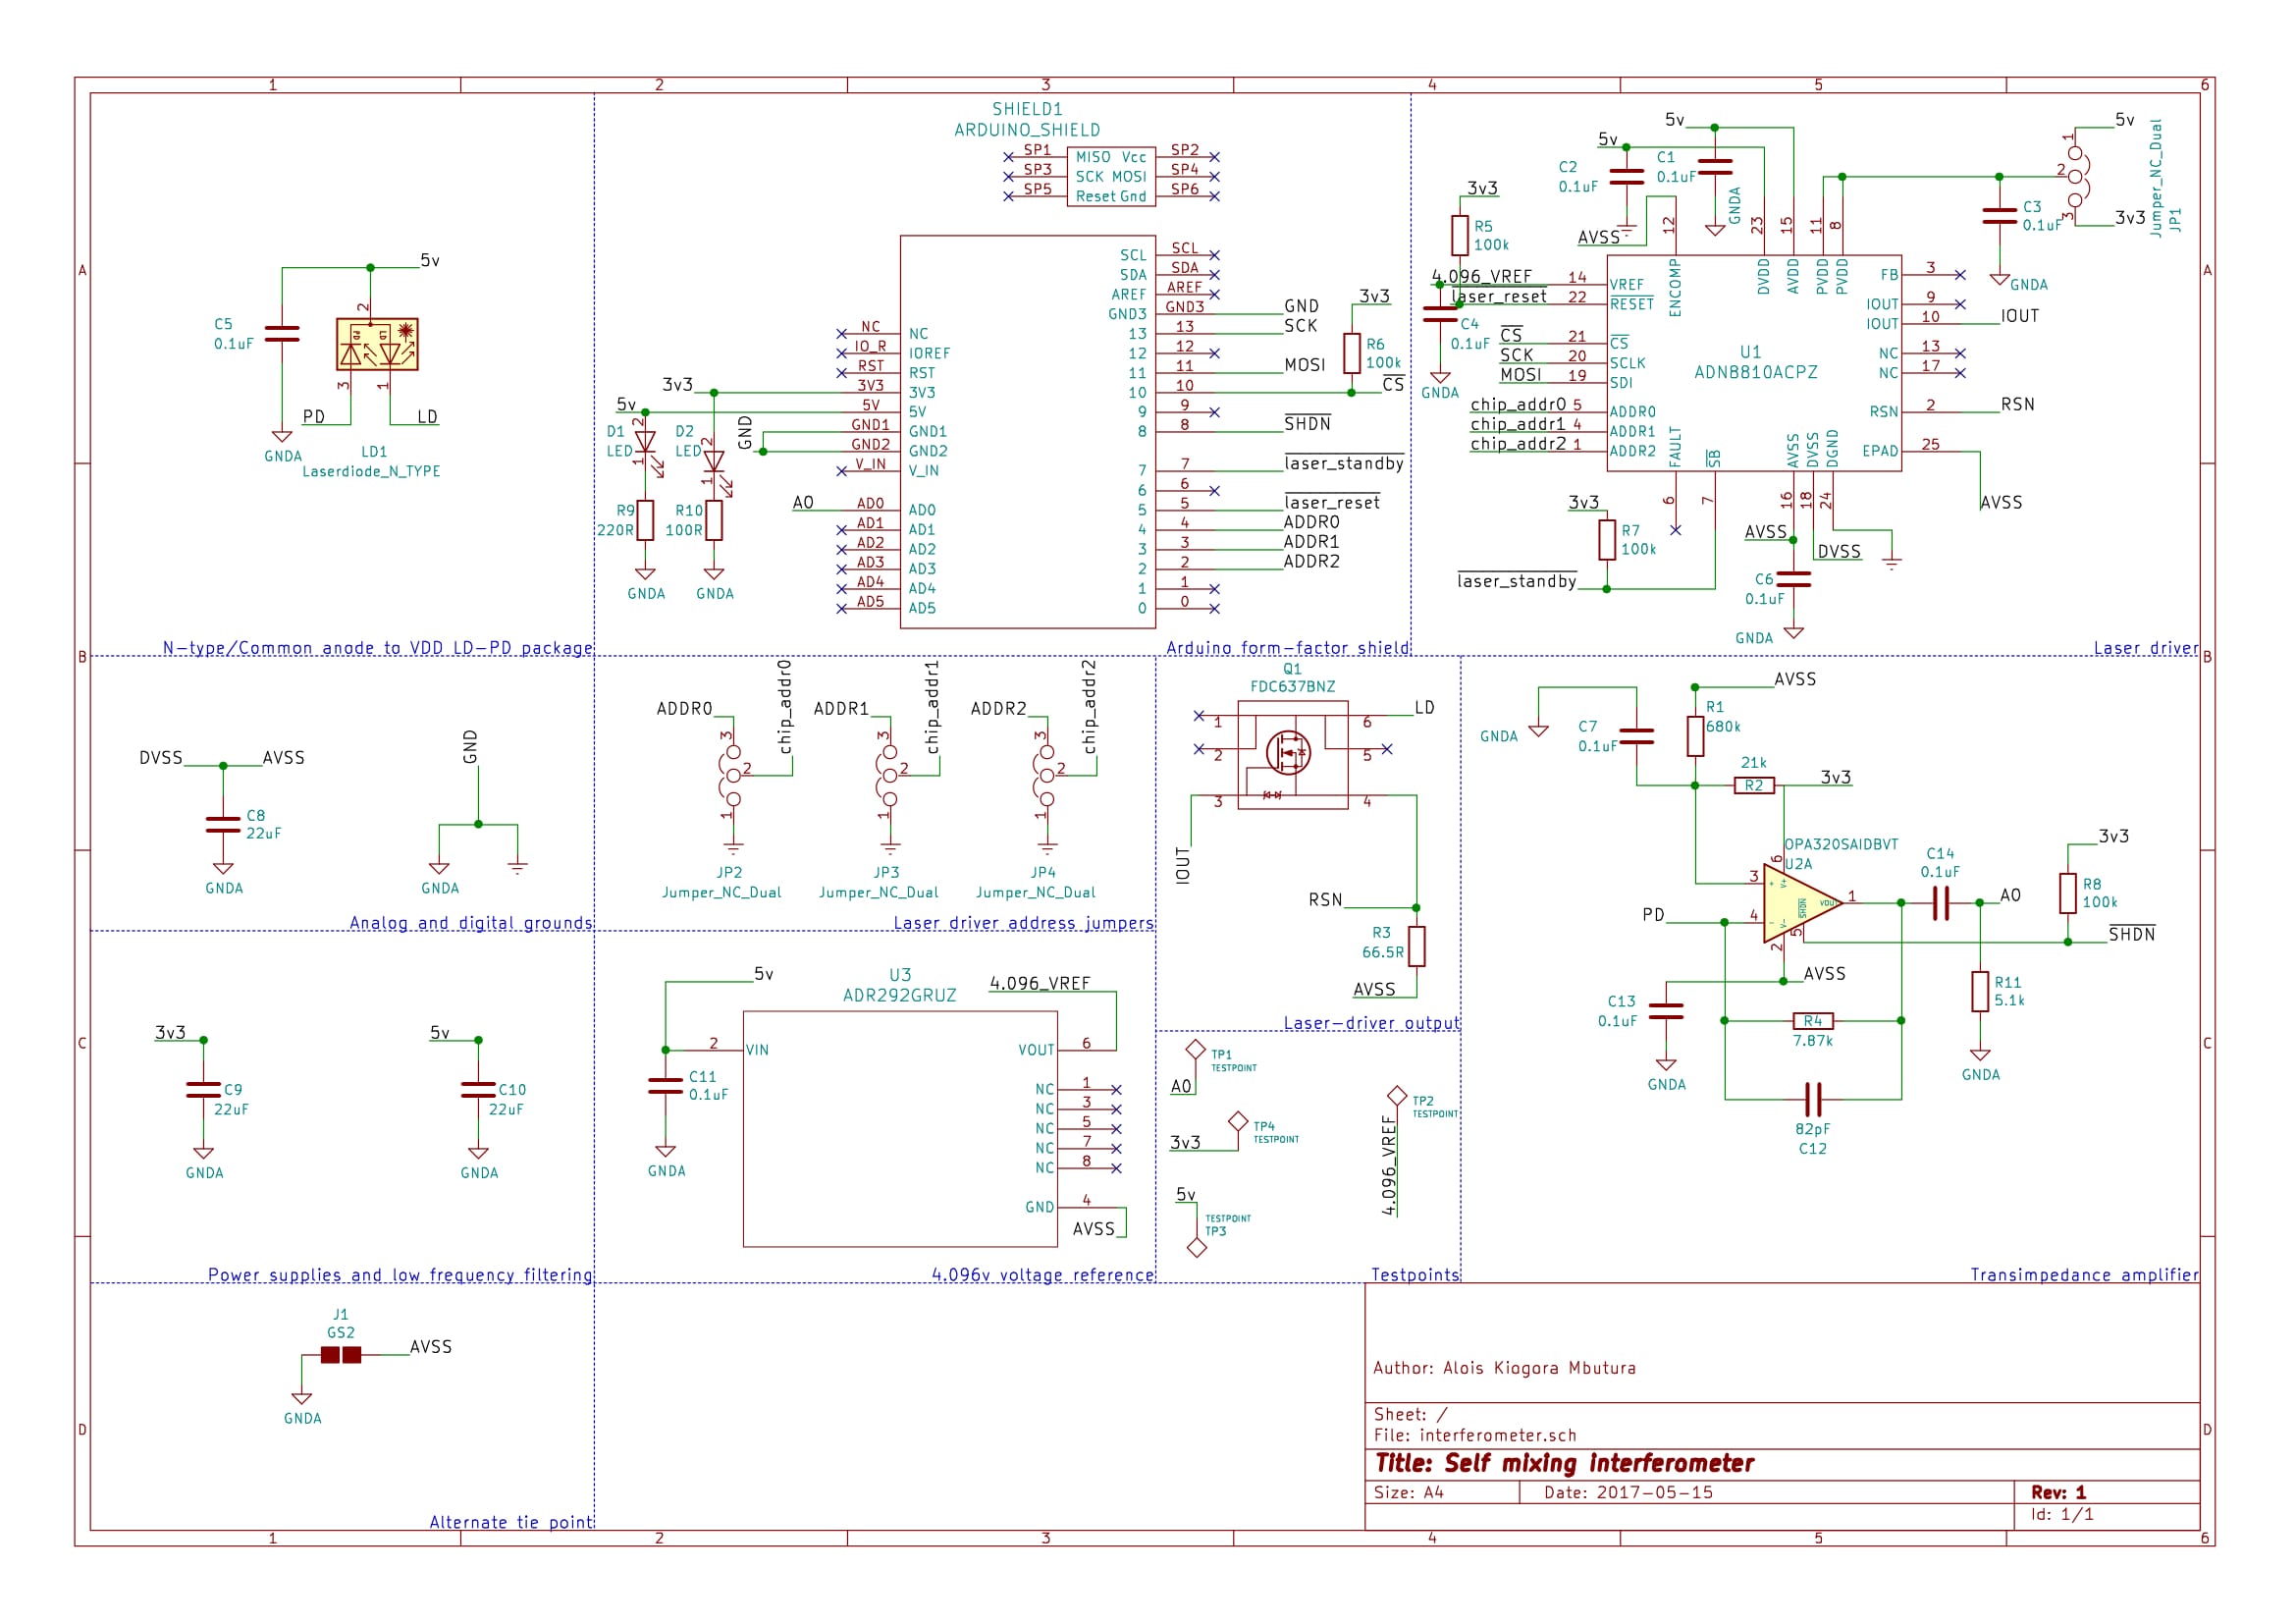 1 2 3 4 5 6
A
B
C
D
A
B
C
D
1 2 3 4 5 6
5v
C5
0.1uF
GNDA
2
PD
LD
3
1
PD
LD
LD1
Laserdiode_N_TYPE
N-type/Common anode to VDD LD-PD package
SHIELD1
ARDUINO_SHIELD
SP1 MISO Vcc SP2
SP3 SCK MOSI SP4
SP5 Reset Gnd SP6
SCL SCL
SDA SDA
AREF AREF
GND3 GND3 GND
NC NC 13 13 SCK
IO_R IOREF 12 12
RST RST 11 11 MOSI
3v3 3V3 3V3 10 10 CS
5v 5V 5V 9 9
GND
GND1 GND1 8 8 SHDN
GND2 GND2
V_IN V_IN 7 7 laser_standby
6 6
A0 AD0 AD0 5 5 laser_reset
AD1 AD1 4 4 ADDR0
AD2 AD2 3 3 ADDR1
AD3 AD3 2 2 ADDR2
AD4 AD4 1 1
AD5 AD5 0 0
3v3
R6
100k
2
D1
LED
1
2
D2
LED
1
R9
220R
R10
100R
GNDA
GNDA
Arduino form-factor shield
5v
5v
C2
0.1uF
C1
0.1uF
GNDA
AVSS
3v3
R5
100k
4.096_VREF 14 VREF
laser_reset 22 RESET
C4
0.1uF
GNDA
CS 21 CS
SCK 20 SCLK
MOSI 19 SDI
chip_addr0 5 ADDR0
chip_addr1 4 ADDR1
chip_addr2 1 ADDR2
12 23 15 11 8
ENCOMP DVDD AVDD PVDD PVDD
U1
ADN8810ACPZ
FB 3
IOUT 9
IOUT 10 IOUT
NC 13
NC 17
RSN 2 RSN
EPAD 25
AVSS
FAULT SB AVSS DVSS DGND
6 7 16 18 24
5v
1
2
3
3v3
Jumper_NC_Dual
JP1
C3
0.1uF
GNDA
3v3
R7
100k
laser_standby
AVSS
DVSS
C6
0.1uF
GNDA
Laser driver
DVSS AVSS
C8
22uF
GNDA
GND
GNDA
Analog and digital grounds
ADDR0
chip_addr0
3
2
1
JP2
Jumper_NC_Dual
ADDR1
chip_addr1
3
2
1
JP3
Jumper_NC_Dual
ADDR2
chip_addr2
3
2
1
JP4
Jumper_NC_Dual
Laser driver address jumpers
Q1
FDC637BNZ
1 6 LD
2 5
3 4
IOUT
RSN
R3
66.5R
AVSS
Laser-driver output
GNDA
C7
0.1uF
AVSS
R1
680k
21k
R2
3v3
OPA320SAIDBVT
U2A
6
3 + V+
PD 4 - V-
SHDN
VOUT 1
2 5
C14
0.1uF
A0
3v3
R8
100k
SHDN
AVSS
C13
0.1uF
GNDA
R4
7.87k
R11
5.1k
GNDA
82pF
C12
Transimpedance amplifier
3v3
C9
22uF
GNDA
5v
C10
22uF
GNDA
Power supplies and low frequency filtering
5v
U3
ADR292GRUZ
4.096_VREF
2 VIN VOUT 6
C11
0.1uF
GNDA
NC 1
NC 3
NC 5
NC 7
NC 8
GND 4
AVSS
4.096v voltage reference
TP1
TESTPOINT
A0
TP4
TESTPOINT
3v3
TP2
TESTPOINT
4.096_VREF
5v
TESTPOINT
TP3
Testpoints
J1
GS2
AVSS
GNDA
Alternate tie point
Author: Alois Kiogora Mbutura
Sheet: /
File: interferometer.sch
Title: Self mixing interferometer
Size: A4 Date: 2017-05-15 Rev: 1
Id: 1/1